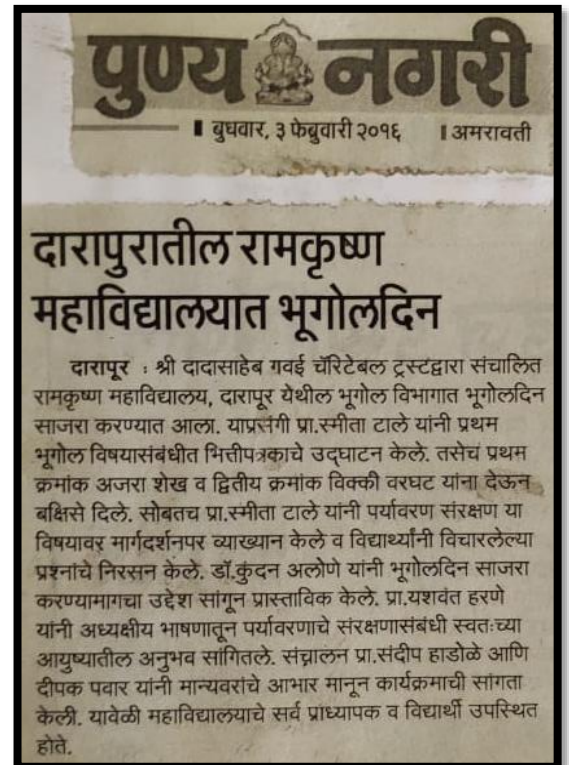 पुण्य नगरी
बुधवार, ३ फेब्रुवारी २०१६ । अमरावती
दारापुरातील रामकृष्ण
महाविद्यालयात भूगोलदिन
दारापूर : श्री दादासाहेब गवई चॅरिटेबल ट्रस्टद्वारा संचालित
रामकृष्ण महाविद्यालय, दारापूर येथील भूगोल विभागात भूगोलदिन
साजरा करण्यात आला. याप्रसंगी प्रा.स्मीता टाले यांनी प्रथम
भूगोल विषयासंबंधीत भित्तीपत्रकाचे उद्घाटन केले. तसेच प्रथम
क्रमांक अजरा शेख व द्वितीय क्रमांक विक्की वरघट यांना देऊन
बक्षिसे दिले. सोबतच प्रा.स्मीता टाले यांनी पर्यावरण संरक्षण या
विषयावर मार्गदर्शनपर व्याख्यान केले व विद्यार्थ्यांनी विचारलेल्या
प्रश्नांचे निरसन केले. डॉ.कुंदन अलोणे यांनी भूगोलदिन साजरा
करण्यामागचा उद्देश सांगून प्रास्ताविक केले. प्रा.यशवंत हरणे
यांनी अध्यक्षीय भाषणातून पर्यावरणाचे संरक्षणासंबंधी स्वतःच्या
आयुष्यातील अनुभव सांगितले. संचालन प्रा.संदीप हाडोळे आणि
दीपक पवार यांनी मान्यवरांचे आभार मानून कार्यक्रमाची सांगता
केली. यावेळी महाविद्यालयाचे सर्व प्राध्यापक व विद्यार्थी उपस्थित
होते.